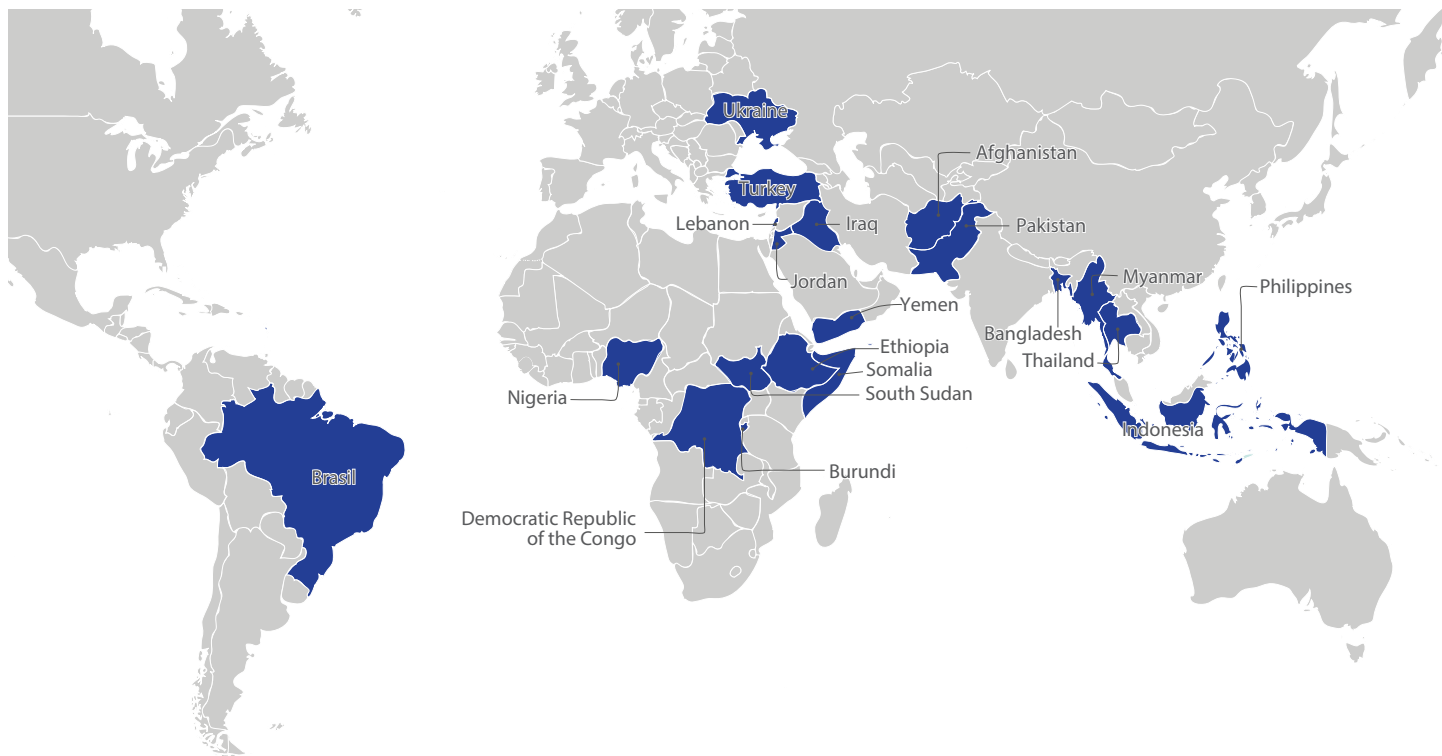 Ukraine
Afghanistan
Turkey
Lebanon
Iraq
Pakistan
Jordan
Myanmar
Philippines
Yemen
Bangladesh
Ethiopia
Thailand
Somalia
Nigeria
South Sudan
Indonesia
Brasil
Burundi
Democratic Republic
of the Congo